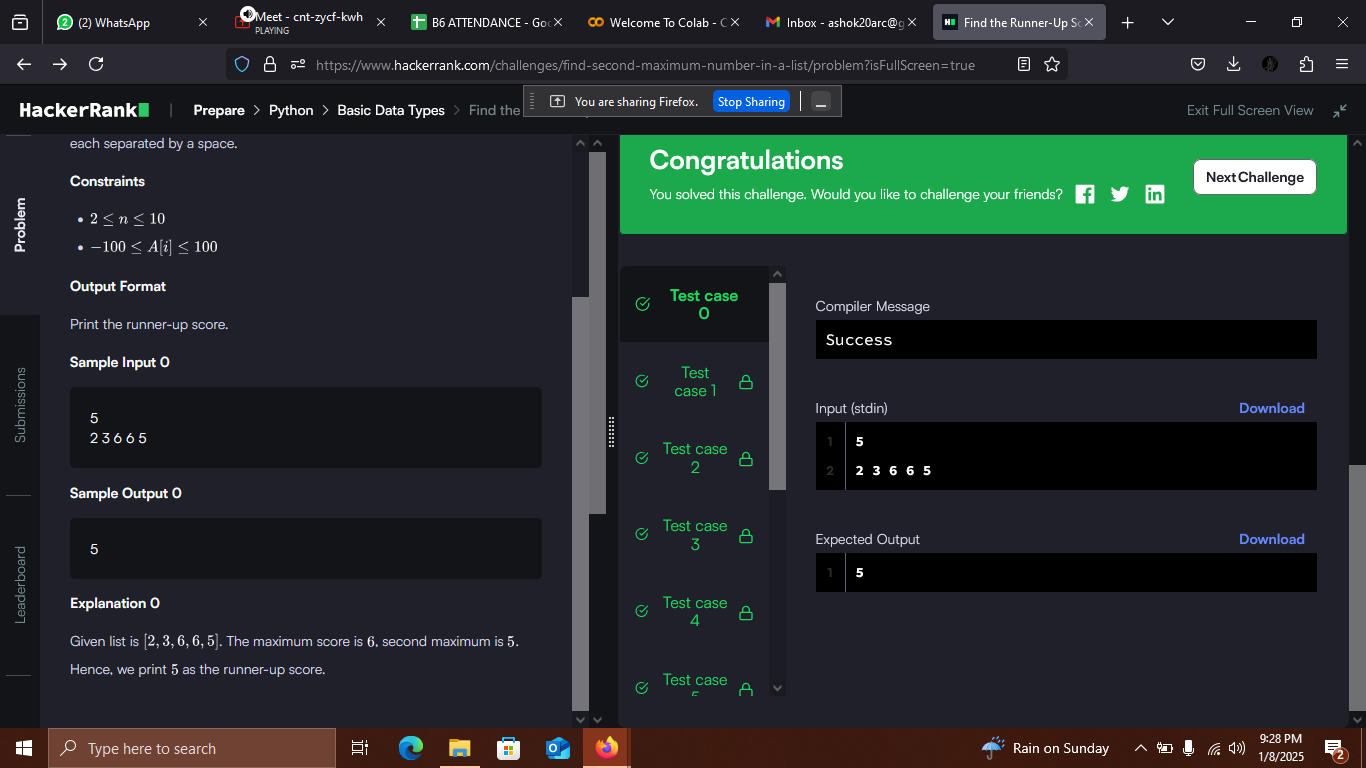 (2) WhatsApp
Meet - cnt-zycf-kwh
PLAYING
B6 ATTENDANCE - Goo
Welcome To Colab - C
Inbox - ashok20arc@g
Find the Runner-Up Sc
https://www.hackerrank.com/challenges/find-second-maximum-number-in-a-list/problem?isFullScreen=true
HackerRank
Prepare > Python > Basic Data Types > Find the
You are sharing Firefox. Stop Sharing
Exit Full Screen View
Problem
Submissions
Leaderboard
each separated by a space.
Constraints
• 2 ≤ n ≤ 10
• −100 ≤ A[i] ≤ 100
Output Format
Print the runner-up score.
Sample Input 0
5
2 3 6 6 5
Sample Output 0
5
Explanation 0
Given list is [2, 3, 6, 6, 5]. The maximum score is 6, second maximum is 5.
Hence, we print 5 as the runner-up score.
Congratulations
You solved this challenge. Would you like to challenge your friends?
Next Challenge
Test case
0
Test
case 1
Test case
2
Test case
3
Test case
4
Test case
5
Compiler Message
Success
Input (stdin) Download
1 5
2 2 3 6 6 5
Expected Output Download
1 5
Type here to search
Rain on Sunday
9:28 PM
1/8/2025
2